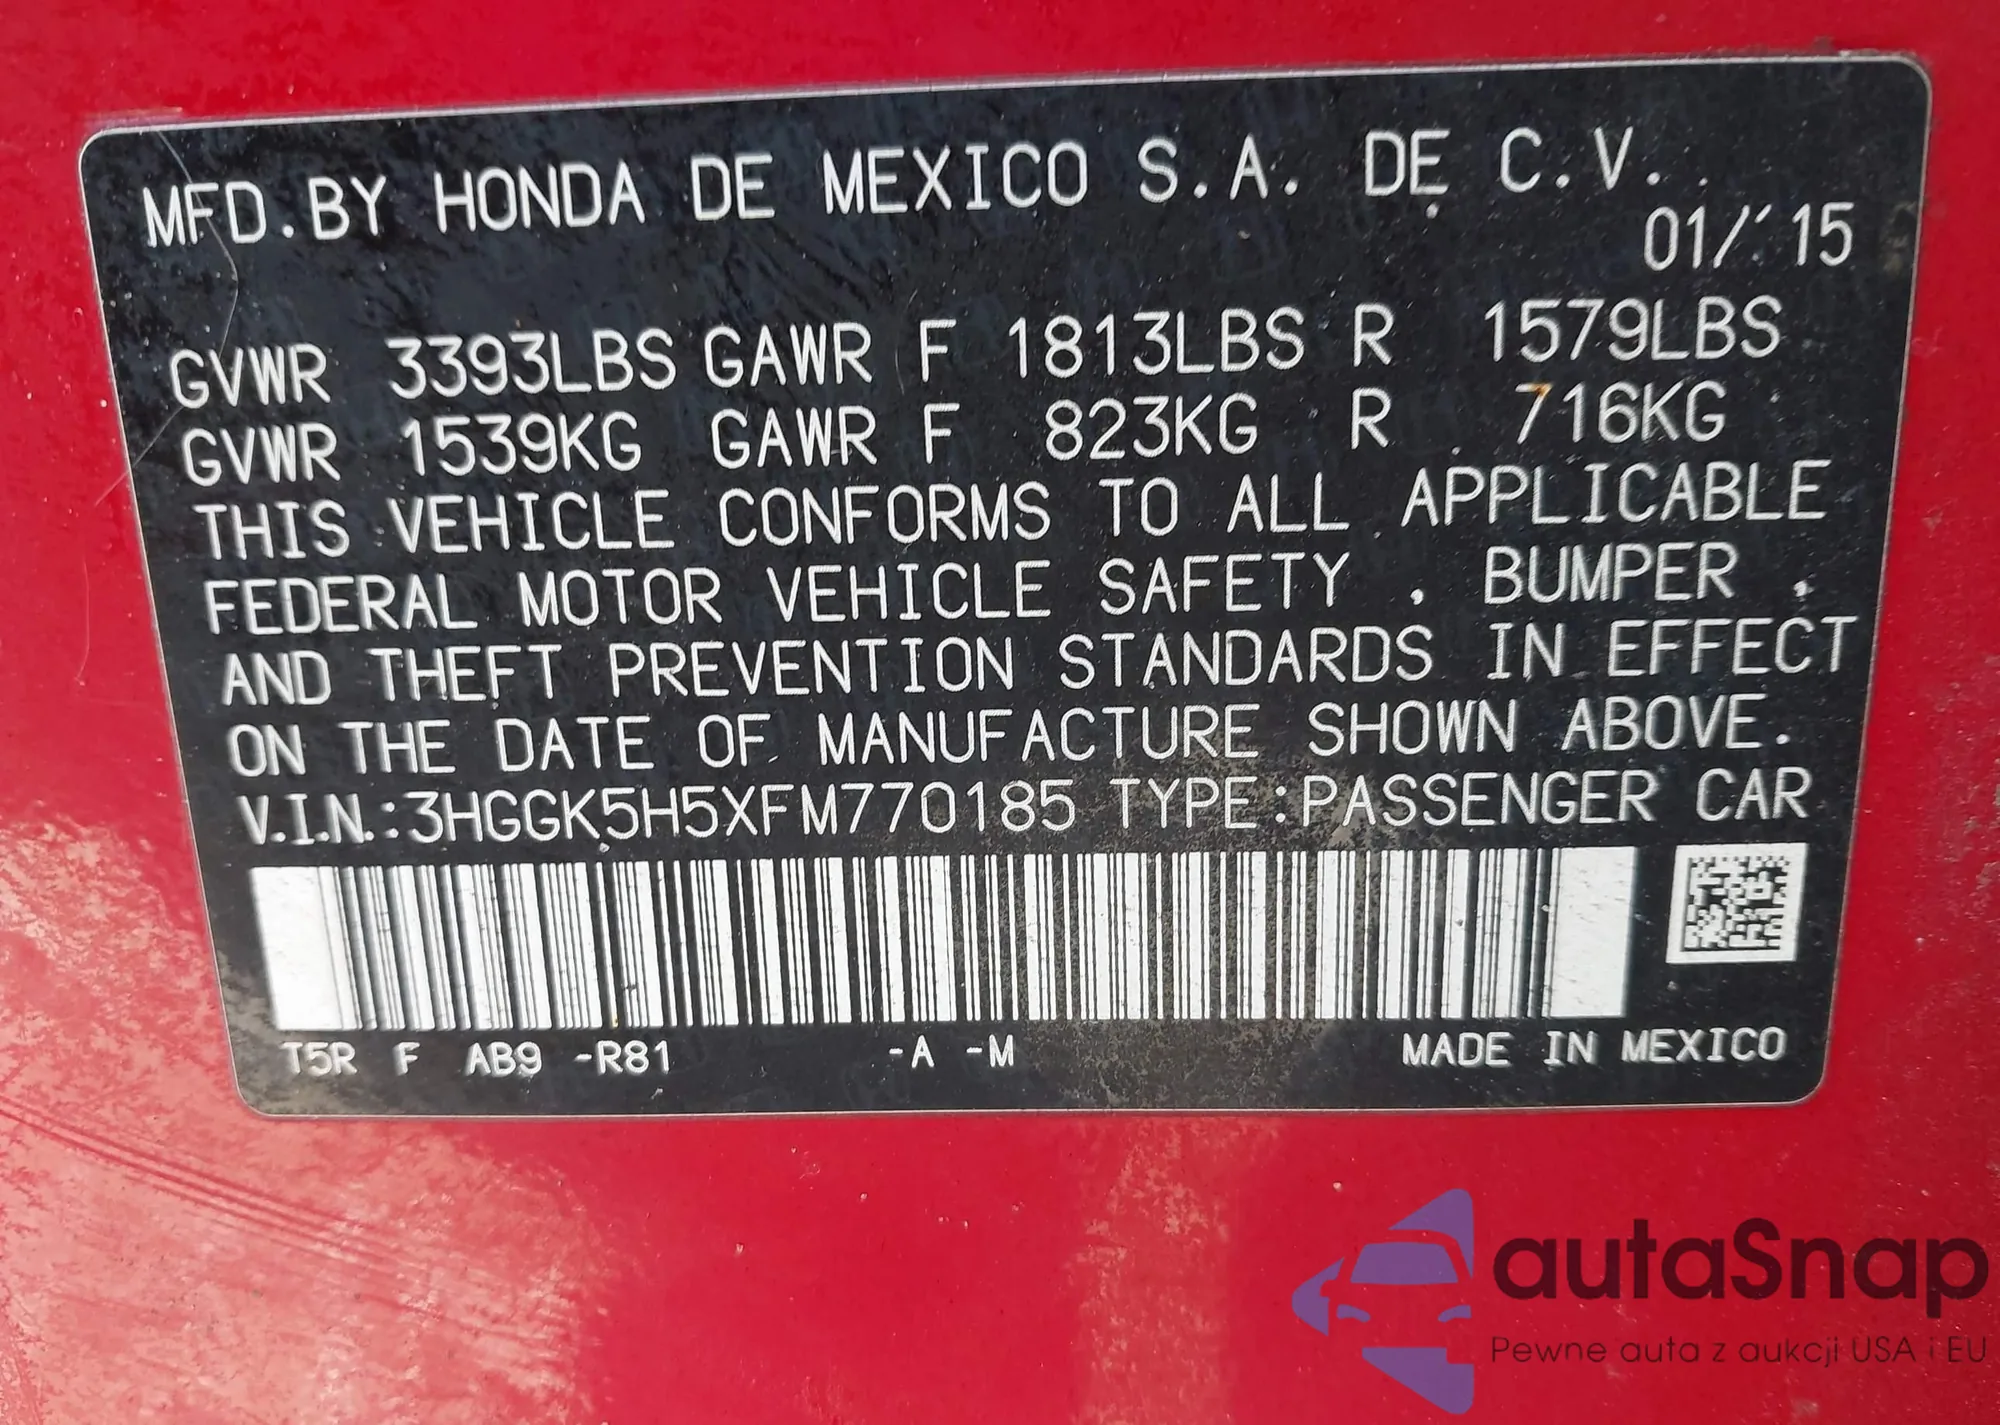 MFD.BY HONDA DE MEXICO S.A. DE C.V.
01/15
GVWR 3393LBS GAWR F 1813LBS R 1579LBS
GVWR 1539KG GAWR F 823KG R 716KG
THIS VEHICLE CONFORMS TO ALL APPLICABLE
FEDERAL MOTOR VEHICLE SAFETY , BUMPER ,
AND THEFT PREVENTION STANDARDS IN EFFECT
ON THE DATE OF MANUFACTURE SHOWN ABOVE.
V.I.N.:3HGGK5H5XFM770185 TYPE:PASSENGER CAR
T5R F AB9 -R81 -A -M MADE IN MEXICO
autaSnap
Pewne auta z aukcji USA i EU